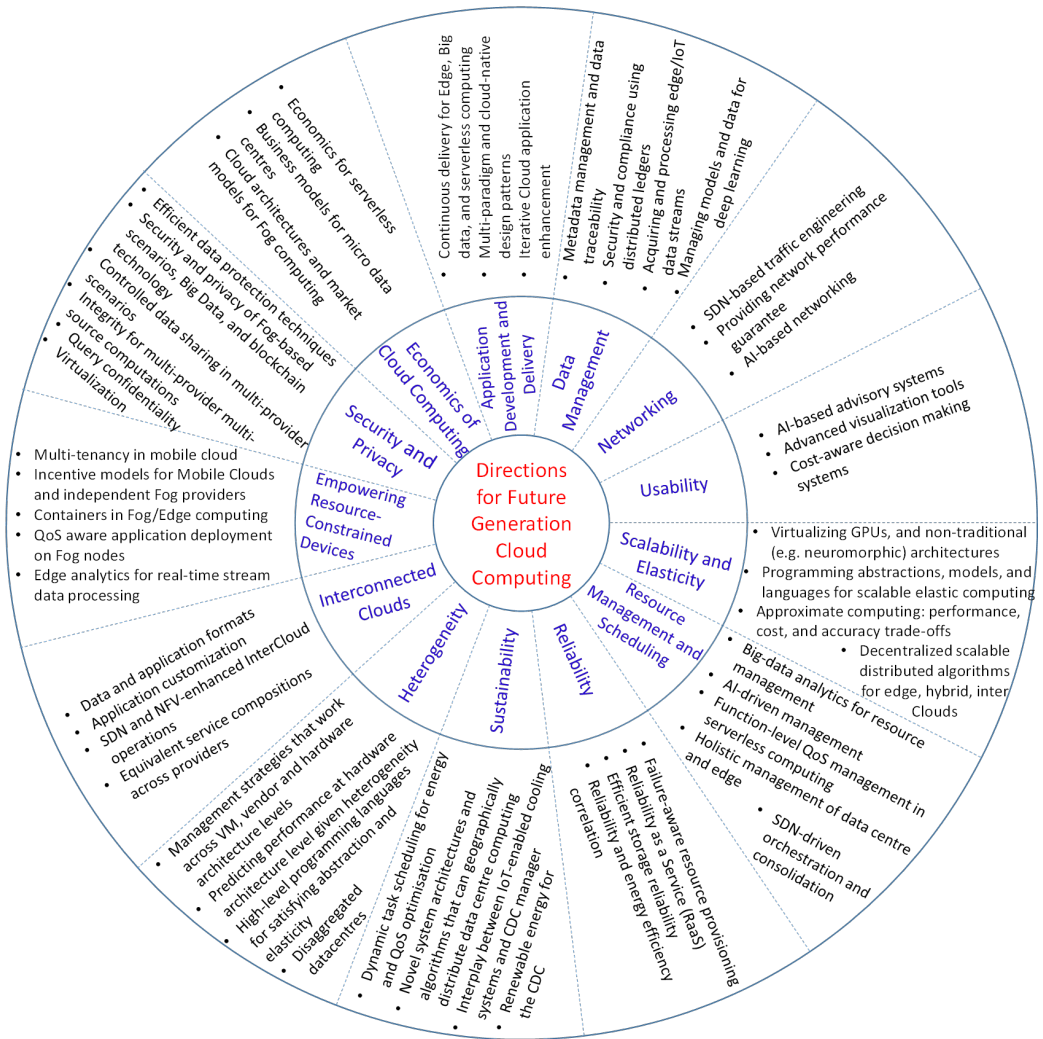 Directions
for Future
Generation
Cloud
Computing
Application
Development and
Delivery
• Continuous delivery for Edge, Big
data, and serverless computing
• Multi-paradigm and cloud-native
design patterns
• Iterative Cloud application
enhancement
Data
Management
• Metadata management and data
traceability
• Security and compliance using
distributed ledgers
• Acquiring and processing edge/IoT
data streams
• Managing models and data for
deep learning
Networking
• SDN-based traffic engineering
• Providing network performance
guarantee
• AI-based networking
Usability
• AI-based advisory systems
• Advanced visualization tools
• Cost-aware decision making
systems
Scalability and
Elasticity
• Virtualizing GPUs, and non-traditional
(e.g. neuromorphic) architectures
• Programming abstractions, models, and
languages for scalable elastic computing
• Approximate computing: performance,
cost, and accuracy trade-offs
• Decentralized scalable
distributed algorithms
for edge, hybrid, inter
Clouds
Resource
Management and
Scheduling
• Big-data analytics for resource
management
• AI-driven management
• Function-level QoS management in
serverless computing
• Holistic management of data centre
and edge
• SDN-driven
orchestration and
consolidation
Reliability
• Failure-aware resource provisioning
• Reliability as a Service (RaaS)
• Efficient storage reliability
• Reliability and energy efficiency
correlation
Sustainability
• Dynamic task scheduling for energy
and QoS optimisation
• Novel system architectures and
algorithms that can geographically
distribute data centre computing
• Interplay between IoT-enabled cooling
systems and CDC manager
• Renewable energy for
the CDC
Heterogeneity
• Management strategies that work
across VM, vendor and hardware
architecture levels
• Predicting performance at hardware
architecture level given heterogeneity
• High-level programming languages
for satisfying abstraction and
elasticity
• Disaggregated
datacentres
Interconnected
Clouds
• Data and application formats
• Application customization
• SDN and NFV-enhanced InterCloud
operations
• Equivalent service compositions
across providers
Empowering
Resource-
Constrained
Devices
• Multi-tenancy in mobile cloud
• Incentive models for Mobile Clouds
and independent Fog providers
• Containers in Fog/Edge computing
• QoS aware application deployment
on Fog nodes
• Edge analytics for real-time stream
data processing
Security and
Privacy
• Efficient data protection techniques
• Security and privacy of Fog-based
scenarios, Big Data, and blockchain
technology
• Controlled data sharing in multi-provider
scenarios
• Integrity for multi-provider multi-
source computations
• Query confidentiality
• Virtualization
Economics of
Cloud Computing
• Economics for serverless
computing
• Business models for micro data
centres
• Cloud architectures and market
models for Fog computing